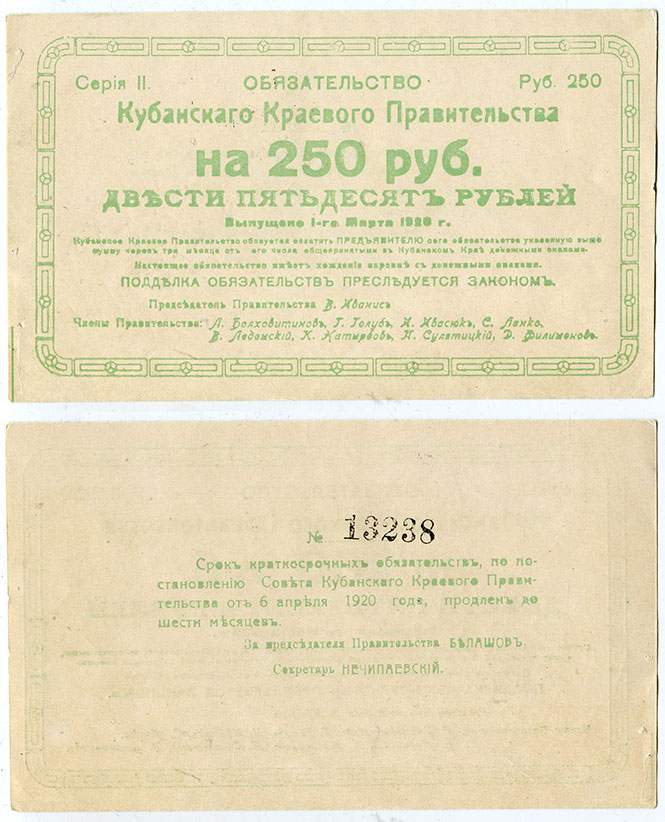 Серія II. ОБЯЗАТЕЛЬСТВО Руб. 250
Кубанскаго Краевого Правительства
на 250 руб.
ДВѢСТИ ПЯТЬДЕСЯТЪ РУБЛЕЙ
Выпущено 1-го Марта 1920 г.
Кубанское Краевое Правительство обязуется оплатить ПРЕДЪЯВИТЕЛЮ сего обязательства указанную выше
сумму черезъ три мѣсяца отъ его числа общепринятыми въ Кубанскомъ Краѣ денежными знаками.
Настоящее обязательство имѣетъ хожденіе наравнѣ съ денежными знаками.
ПОДДѢЛКА ОБЯЗАТЕЛЬСТВЪ ПРЕСЛѢДУЕТСЯ ЗАКОНОМЪ.
Предсѣдатель Правительства В. Иванисъ
Члены Правительства: Л. Болховитиновъ, Г. Голубъ, И. Ивасюкъ, С. Ланко,
В. Леденскій, К. Натырбовъ, И. Сулятицкій, Д. Филимоновъ.
№ 13238
Срокъ краткосрочныхъ обязательствъ, по по-
становленію Совѣта Кубанскаго Краевого Прави-
тельства отъ 6 апрѣля 1920 года, продленъ до
шести мѣсяцевъ.
За предсѣдателя Правительства БѢЛАШОВЪ.
Секретарь НЕЧИПАЕВСКІЙ.